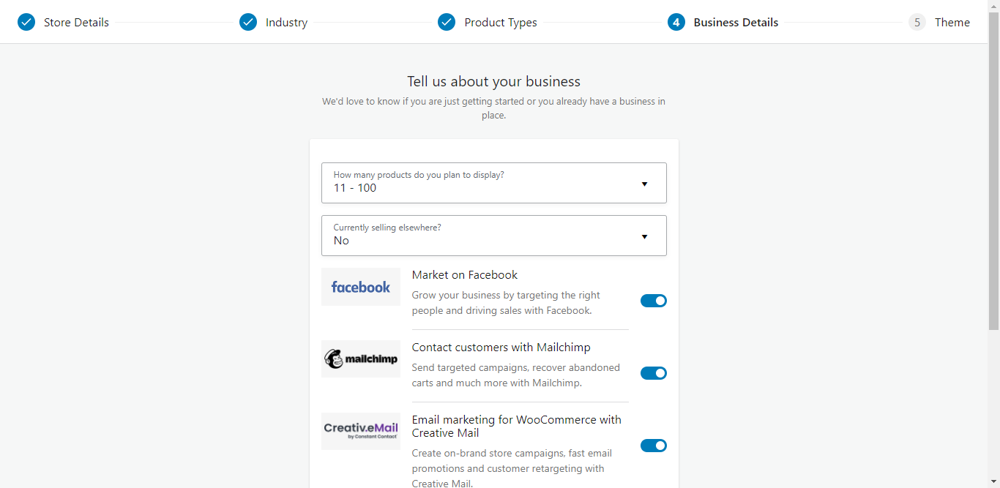 Store Details
Industry
Product Types
4 Business Details
5 Theme
Tell us about your business
We'd love to know if you are just getting started or you already have a business in
place.
How many products do you plan to display?
11 - 100
Currently selling elsewhere?
No
facebook
Market on Facebook
Grow your business by targeting the right
people and driving sales with Facebook.
mailchimp
Contact customers with Mailchimp
Send targeted campaigns, recover abandoned
carts and much more with Mailchimp.
Creativ.eMail
by Constant Contact
Email marketing for WooCommerce with
Creative Mail
Create on-brand store campaigns, fast email
promotions and customer retargeting with
Creative Mail.